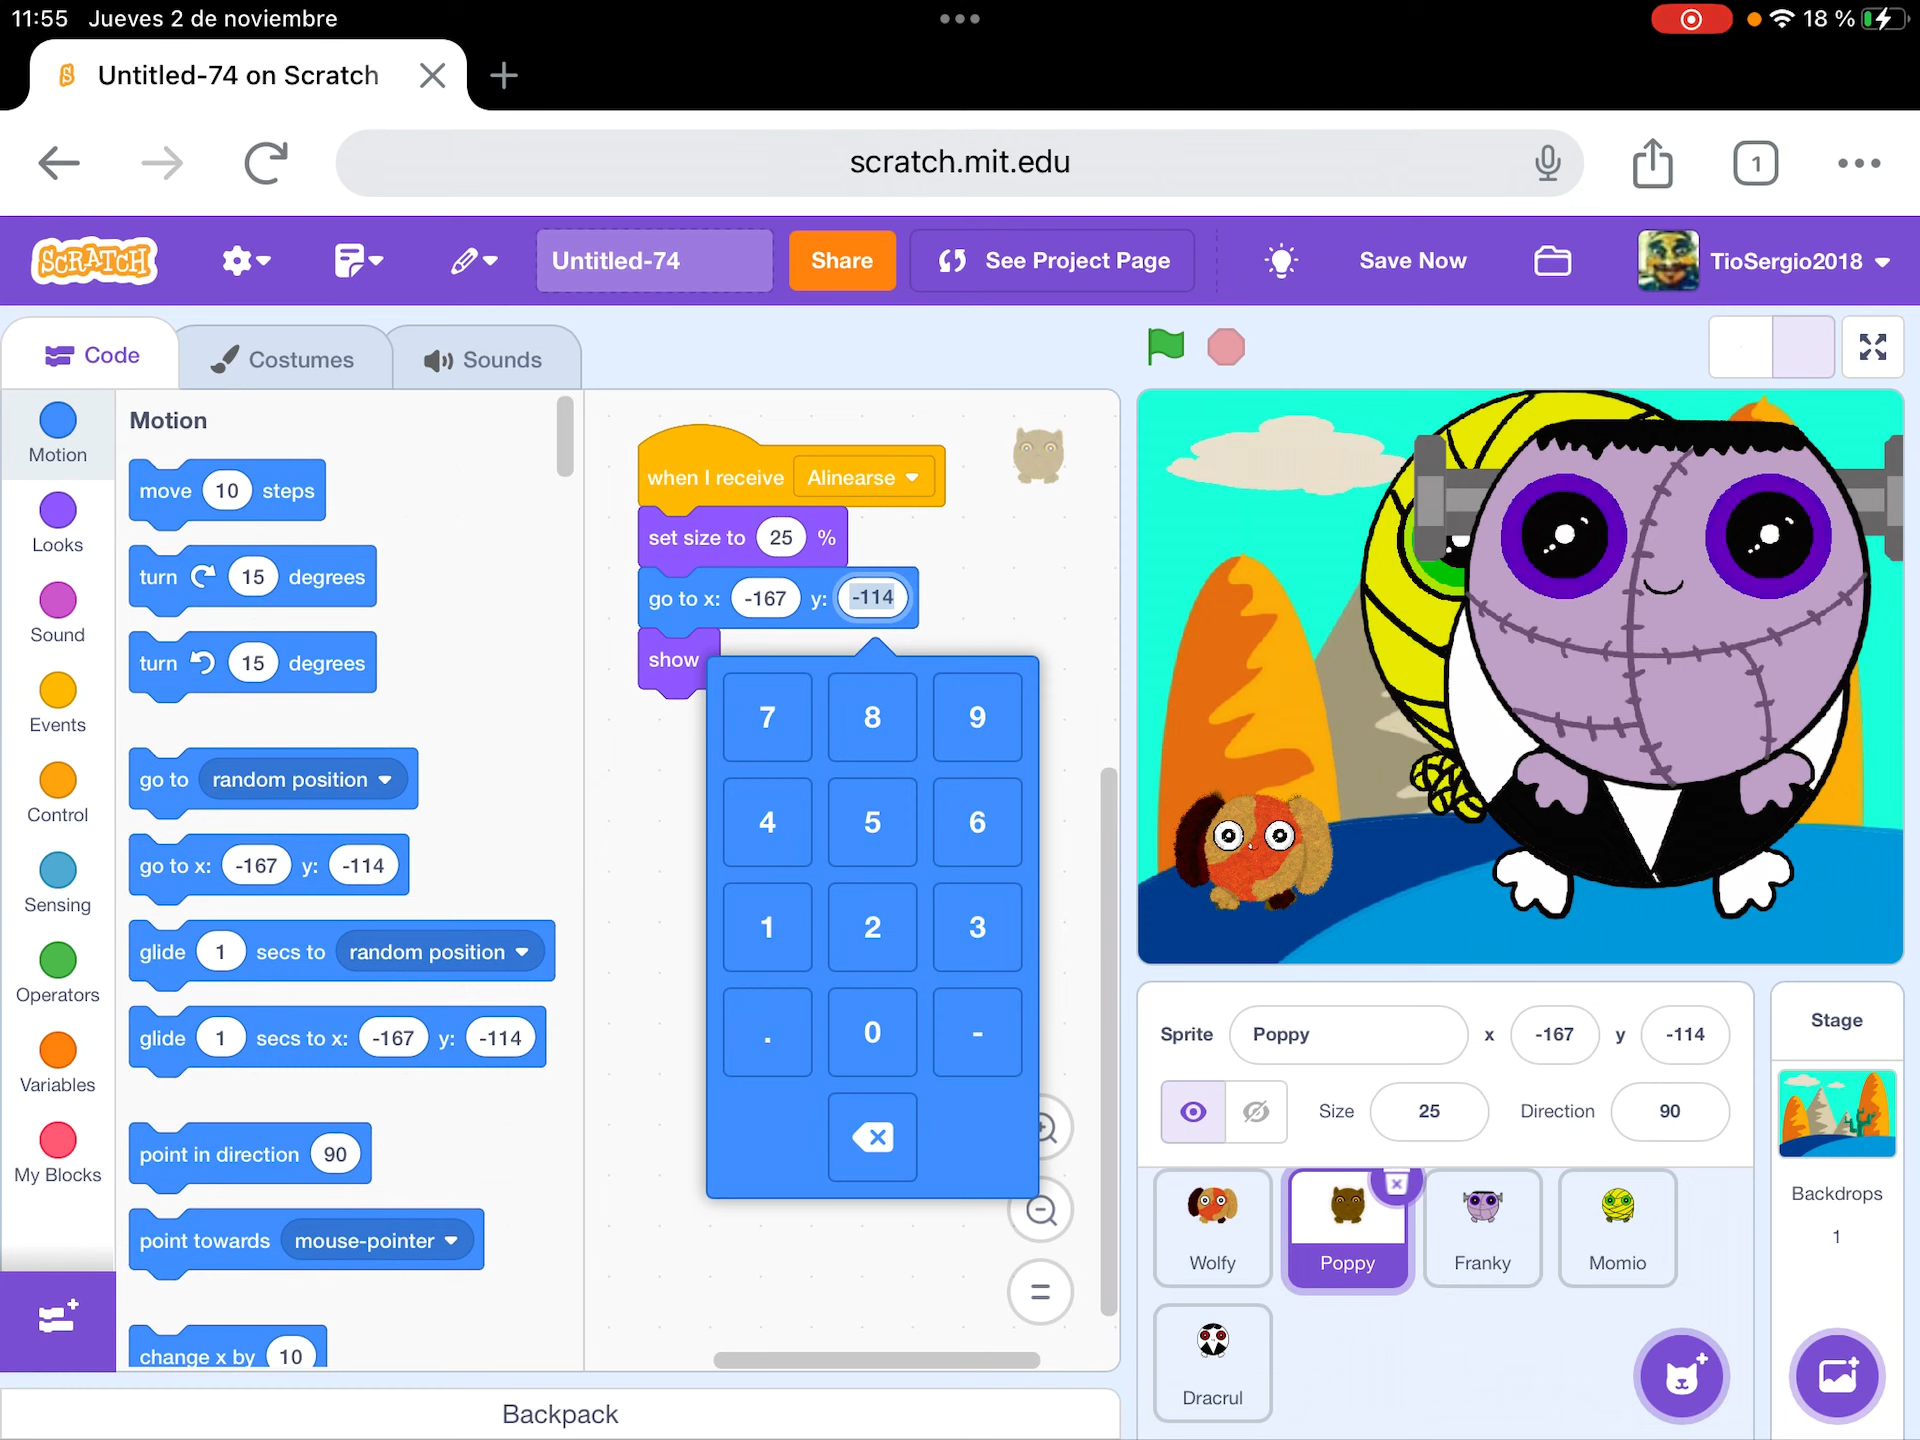 11:55 Jueves 2 de noviembre
18 %
Untitled-74 on Scratch
scratch.mit.edu
1
SCRATCH
Untitled-74
Share
See Project Page
Save Now
TioSergio2018
Code
Costumes
Sounds
Motion
Looks
Sound
Events
Control
Sensing
Operators
Variables
My Blocks
Motion
move 10 steps
turn 15 degrees
turn 15 degrees
go to random position
go to x: -167 y: -114
glide 1 secs to random position
glide 1 secs to x: -167 y: -114
point in direction 90
point towards mouse-pointer
change x by 10
when I receive Alinearse
set size to 25 %
go to x: -167 y: -114
show
7 8 9
4 5 6
1 2 3
. 0 -
Sprite Poppy x -167 y -114
Size 25 Direction 90
Wolfy
Poppy
Franky
Momio
Dracrul
Stage
Backdrops
1
Backpack